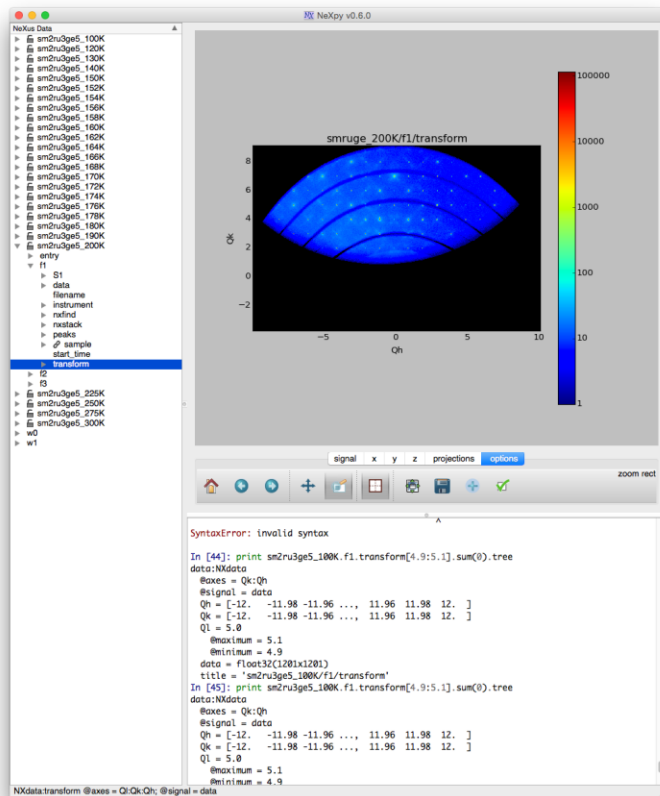 NeXpy v0.6.0
NeXus Data
sm2ru3ge5_100K
sm2ru3ge5_120K
sm2ru3ge5_130K
sm2ru3ge5_140K
sm2ru3ge5_150K
sm2ru3ge5_152K
sm2ru3ge5_154K
sm2ru3ge5_156K
sm2ru3ge5_158K
sm2ru3ge5_160K
sm2ru3ge5_162K
sm2ru3ge5_164K
sm2ru3ge5_166K
sm2ru3ge5_168K
sm2ru3ge5_170K
sm2ru3ge5_172K
sm2ru3ge5_174K
sm2ru3ge5_176K
sm2ru3ge5_178K
sm2ru3ge5_180K
sm2ru3ge5_190K
sm2ru3ge5_200K
entry
f1
S1
data
filename
instrument
nxfind
nxstack
peaks
sample
start_time
transform
f2
f3
sm2ru3ge5_225K
sm2ru3ge5_250K
sm2ru3ge5_275K
sm2ru3ge5_300K
w0
w1
smruge_200K/f1/transform
8
6
4
2
0
−2
Qk
−5
0
5
10
Qh
100000
10000
1000
100
10
1
signal x y z projections options
zoom rect
^
SyntaxError: invalid syntax
In [44]: print sm2ru3ge5_100K.f1.transform[4.9:5.1].sum(0).tree
data:NXdata
@axes = Qk:Qh
@signal = data
Qh = [-12. -11.98 -11.96 ..., 11.96 11.98 12. ]
Qk = [-12. -11.98 -11.96 ..., 11.96 11.98 12. ]
Ql = 5.0
@maximum = 5.1
@minimum = 4.9
data = float32(1201x1201)
title = 'sm2ru3ge5_100K/f1/transform'
In [45]: print sm2ru3ge5_100K.f1.transform[4.9:5.1].sum(0).tree
data:NXdata
@axes = Qk:Qh
@signal = data
Qh = [-12. -11.98 -11.96 ..., 11.96 11.98 12. ]
Qk = [-12. -11.98 -11.96 ..., 11.96 11.98 12. ]
Ql = 5.0
@maximum = 5.1
@minimum = 4.9
NXdata:transform @axes = Ql:Qk:Qh; @signal = data